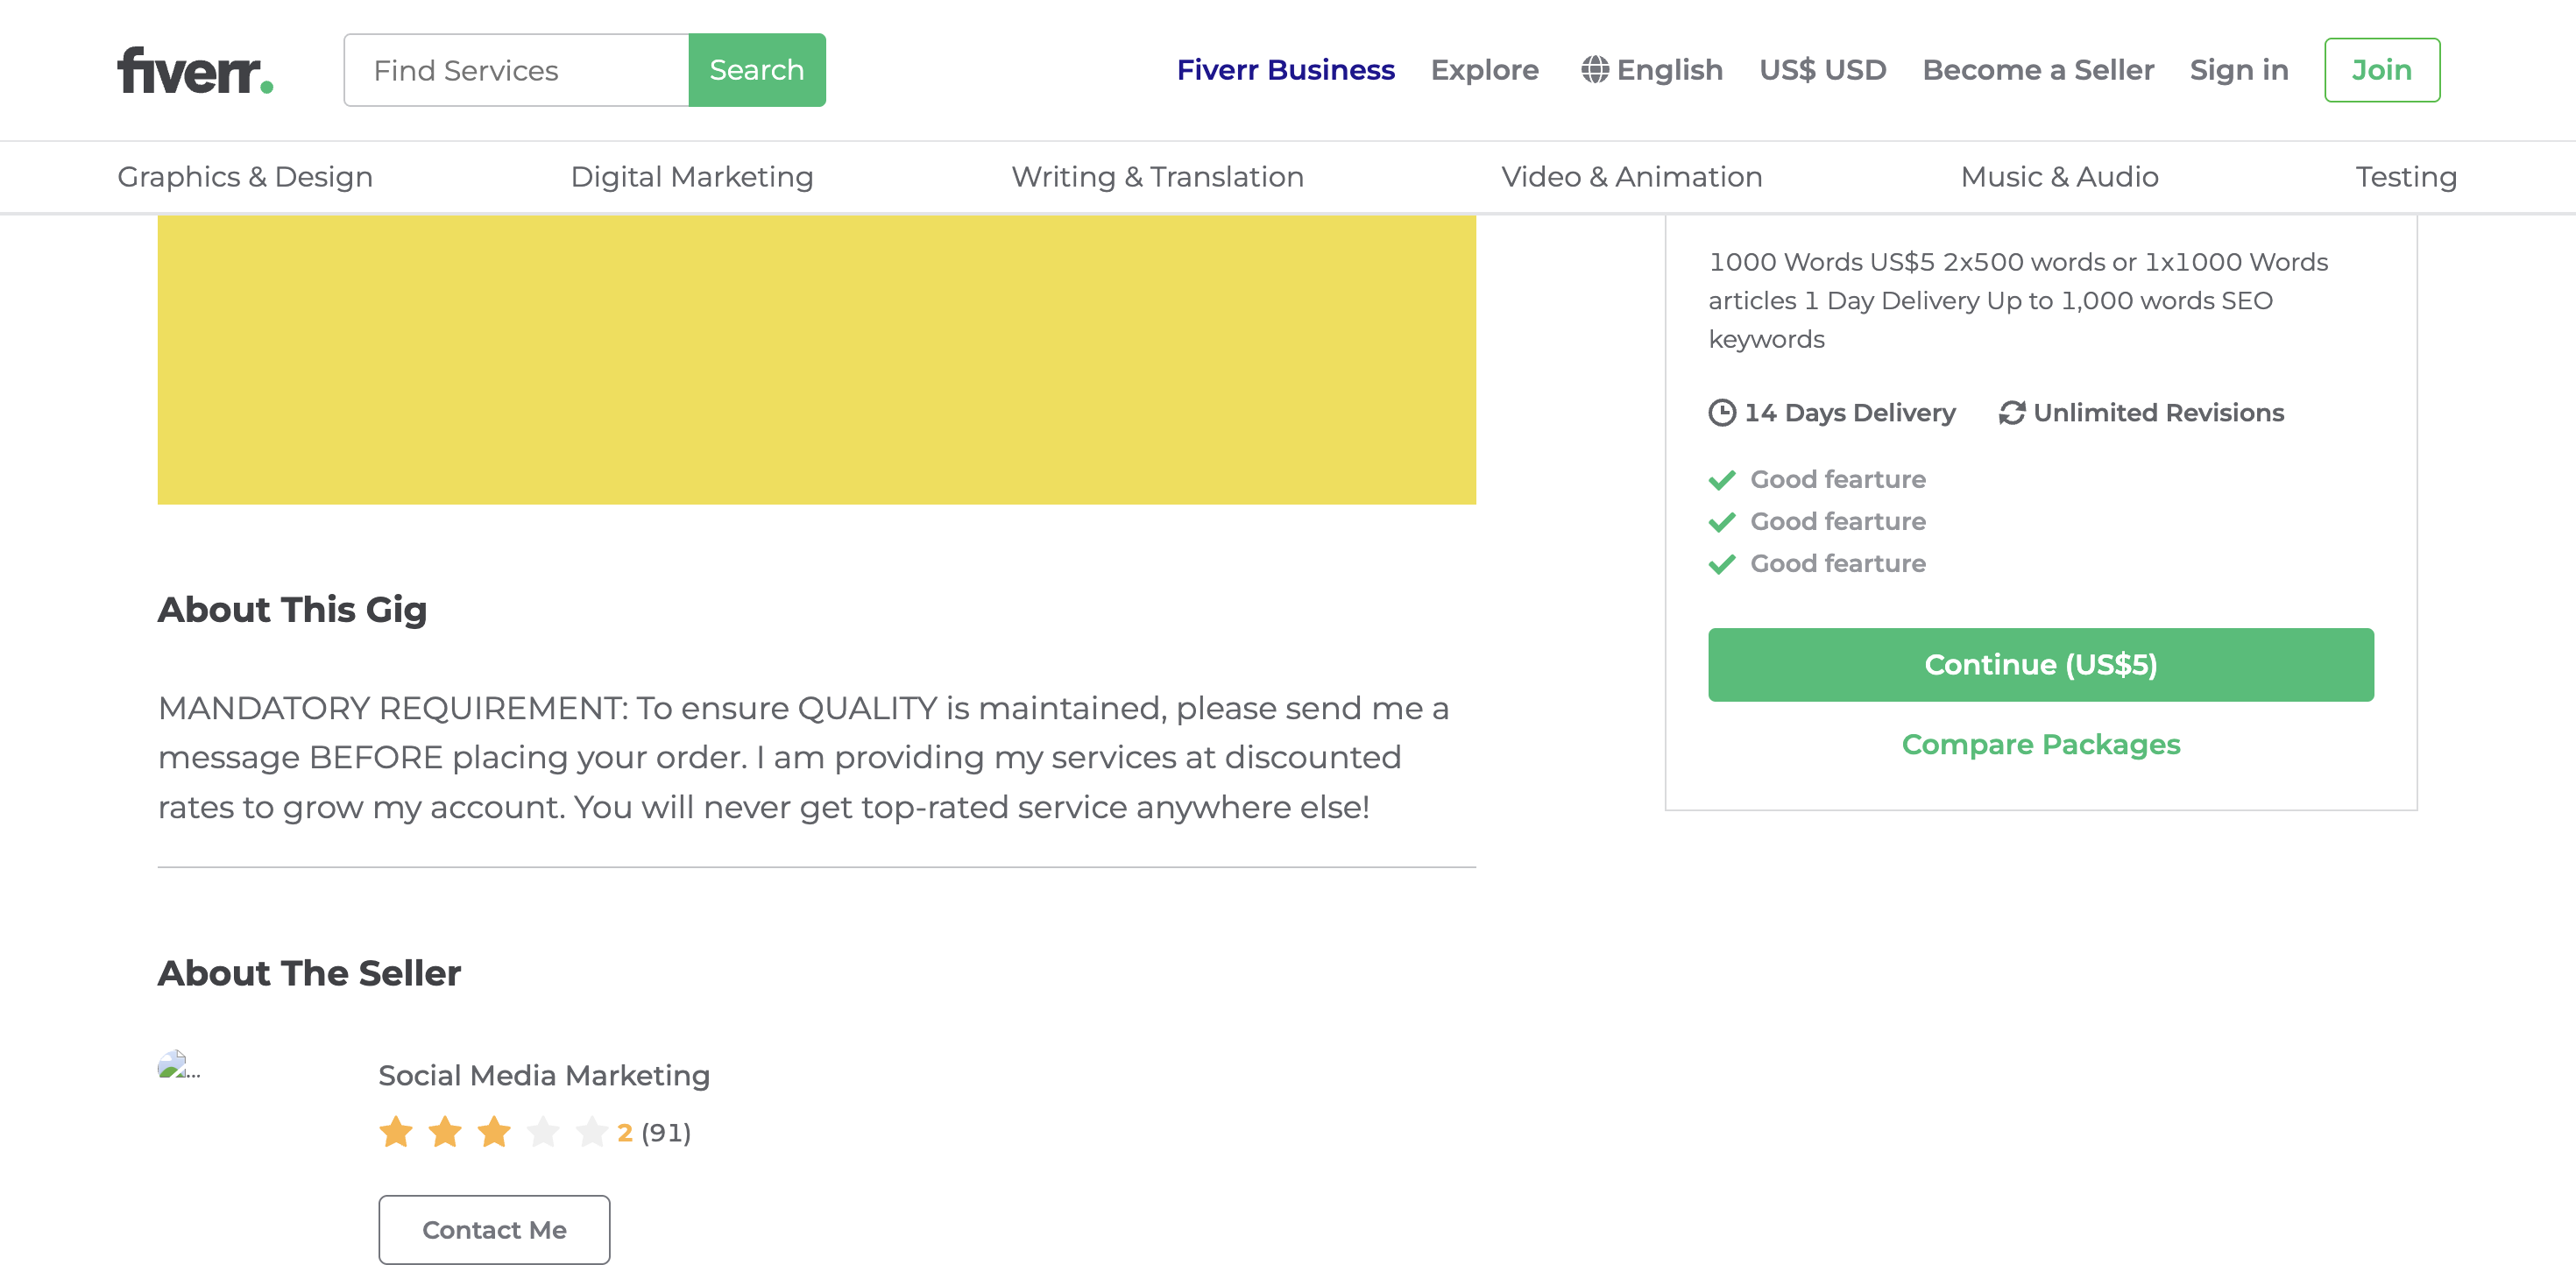 fiverr.
Find Services
Search
Fiverr Business
Explore
English
US$ USD
Become a Seller
Sign in
Join
Graphics & Design
Digital Marketing
Writing & Translation
Video & Animation
Music & Audio
Testing
1000 Words US$5 2x500 words or 1x1000 Words
articles 1 Day Delivery Up to 1,000 words SEO
keywords
14 Days Delivery
Unlimited Revisions
Good fearture
Good fearture
Good fearture
Continue (US$5)
Compare Packages
About This Gig
MANDATORY REQUIREMENT: To ensure QUALITY is maintained, please send me a
message BEFORE placing your order. I am providing my services at discounted
rates to grow my account. You will never get top-rated service anywhere else!
About The Seller
...
Social Media Marketing
2 (91)
Contact Me